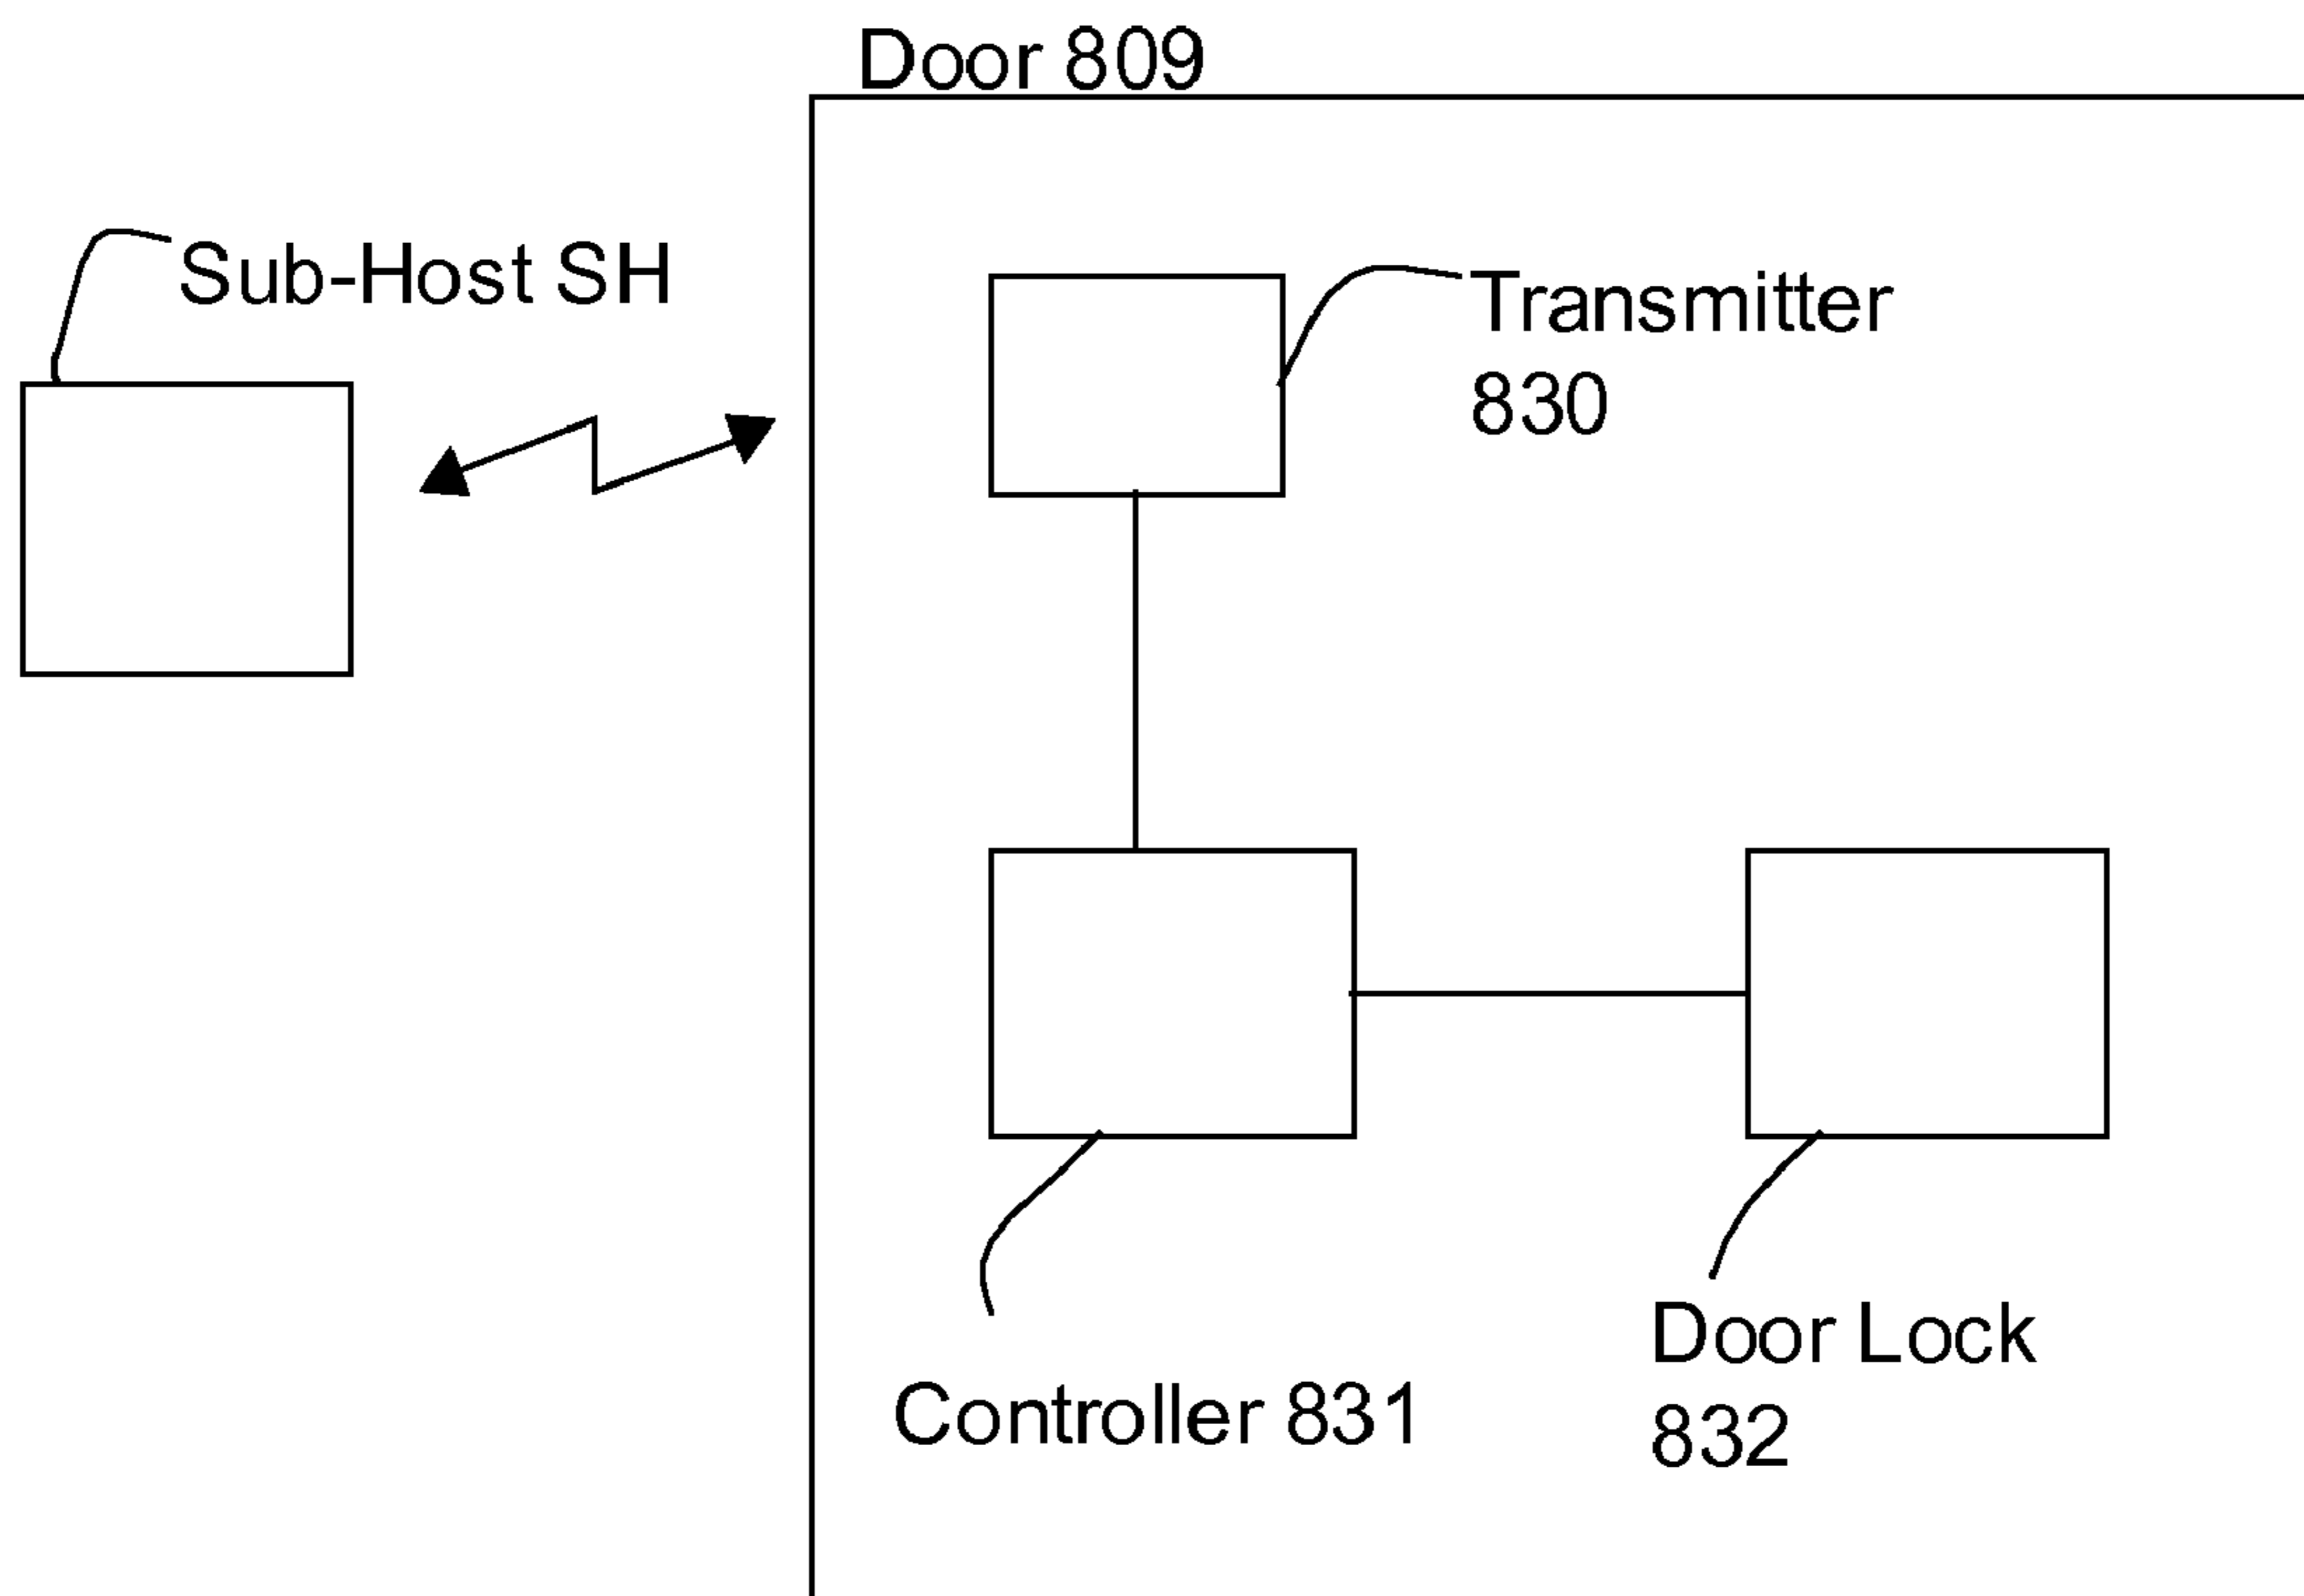 Door 809
Sub-Host SH
Transmitter
830
Controller 831
Door Lock
832